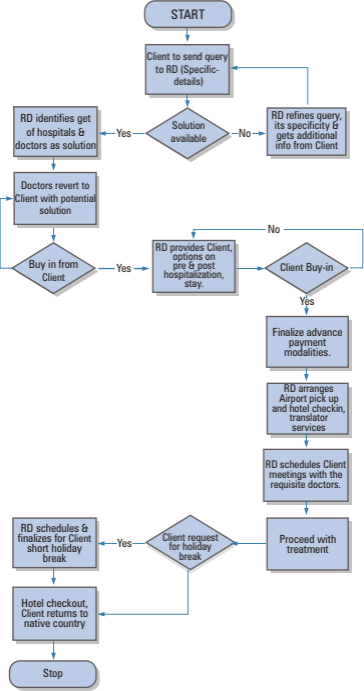 START
Client to send query
to RD (Specific-
details)
RD identifies get
of hospitals &
doctors as solution
Yes
Solution
available
No
RD refines query,
its specificity &
gets additional
info from Client
Doctors revert to
Client with potential
solution
Buy in from
Client
Yes
RD provides Client,
options on
pre & post
hospitalization,
stay.
No
Client Buy-in
Yes
Finalize advance
payment
modalities.
RD arranges
Airport pick up
and hotel checkin,
translator
services
RD schedules Client
meetings with the
requisite doctors.
Proceed with
treatment
Client request
for holiday
break
Yes
RD schedules &
finalizes for Client
short holiday
break
Hotel checkout,
Client returns to
native country
Stop